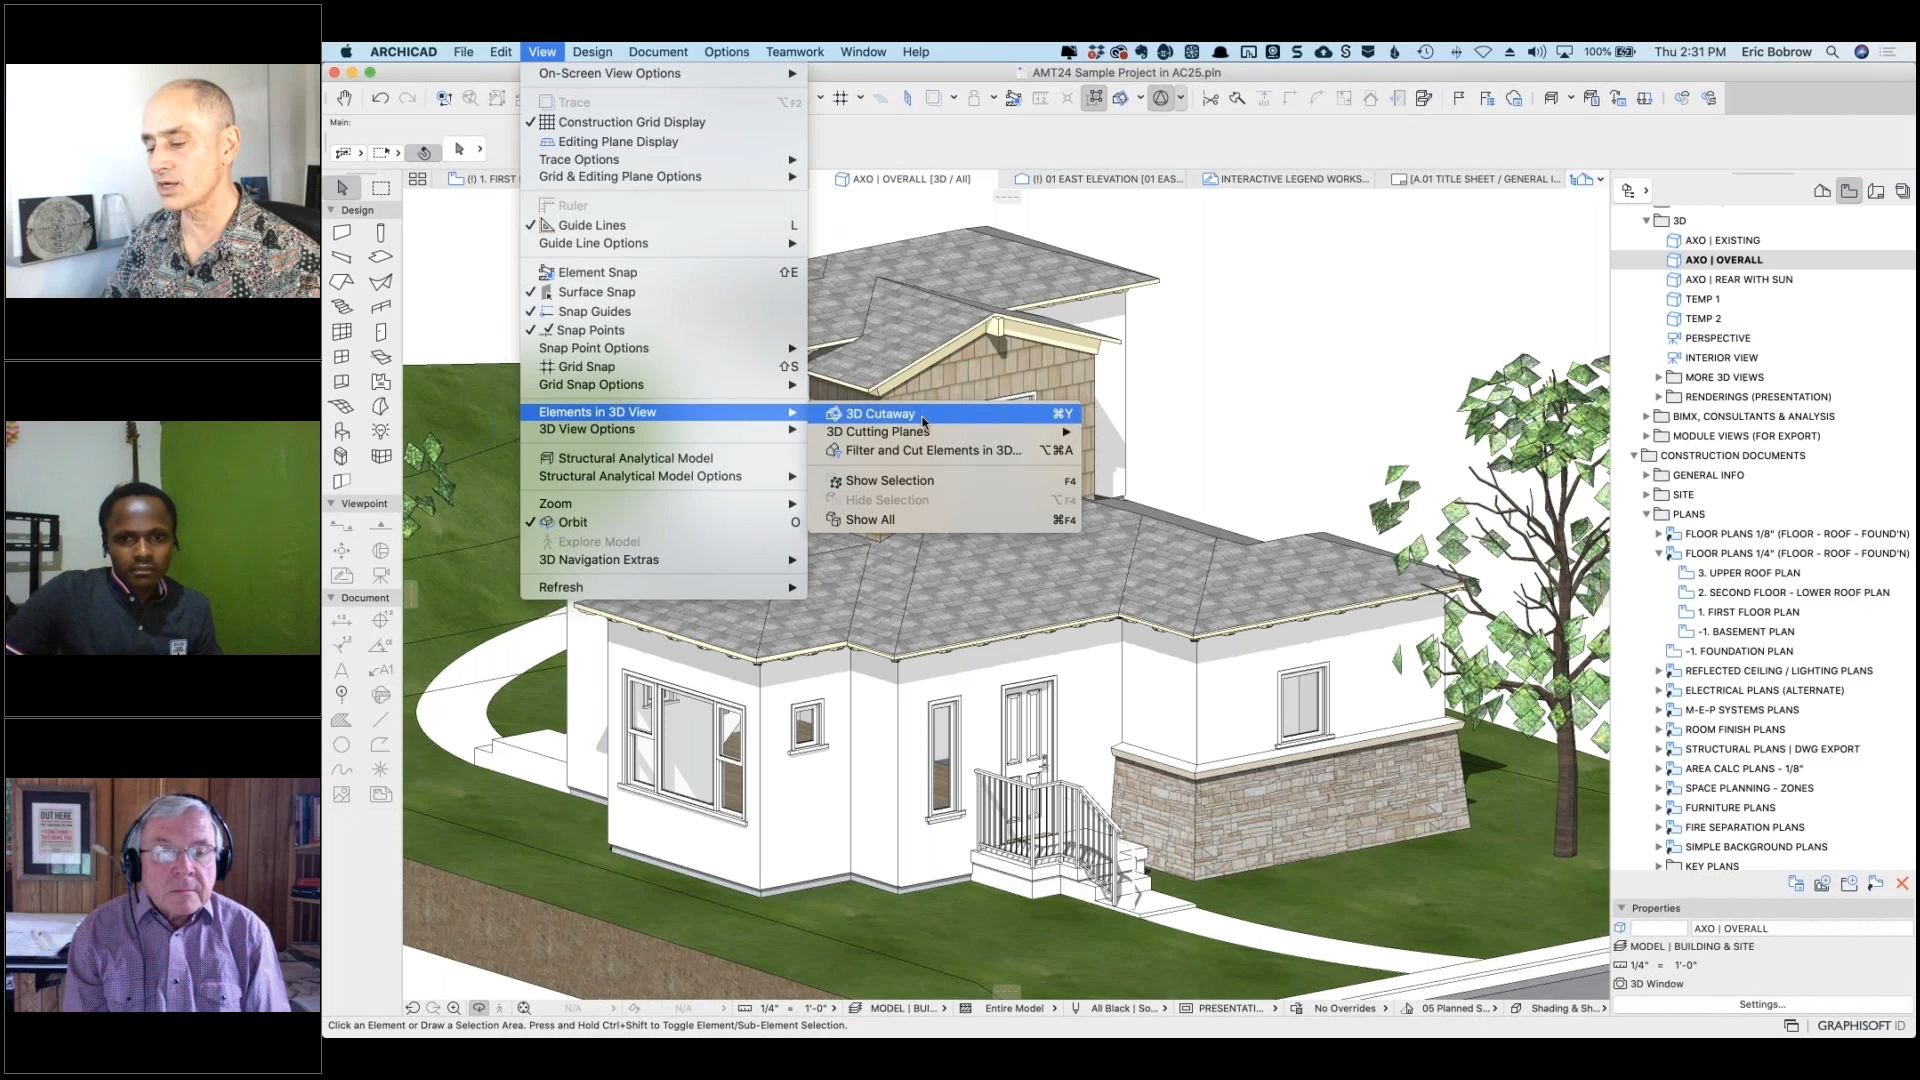 ARCHICAD File Edit View Design Document Options Teamwork Window Help
100% Thu 2:31 PM Eric Bobrow
AMT24 Sample Project in AC25.pln
Main:
(!) 1. FIRST
AXO | OVERALL [3D / All]
(!) 01 EAST ELEVATION [01 EAS...
INTERACTIVE LEGEND WORKS...
[A.01 TITLE SHEET / GENERAL I...
Design
Viewpoint
Document
On-Screen View Options
Trace ⌥F2
Construction Grid Display
Editing Plane Display
Trace Options
Grid & Editing Plane Options
Ruler
Guide Lines L
Guide Line Options
Element Snap ⇧E
Surface Snap
Snap Guides
Snap Points
Snap Point Options
Grid Snap ⇧S
Grid Snap Options
Elements in 3D View
3D View Options
Structural Analytical Model
Structural Analytical Model Options
Zoom
Orbit O
Explore Model
3D Navigation Extras
Refresh
3D Cutaway ⌘Y
3D Cutting Planes
Filter and Cut Elements in 3D... ⌥⌘A
Show Selection F4
Hide Selection ⌥F4
Show All ⌘F4
3D
AXO | EXISTING
AXO | OVERALL
AXO | REAR WITH SUN
TEMP 1
TEMP 2
PERSPECTIVE
INTERIOR VIEW
MORE 3D VIEWS
RENDERINGS (PRESENTATION)
BIMX, CONSULTANTS & ANALYSIS
MODULE VIEWS (FOR EXPORT)
CONSTRUCTION DOCUMENTS
GENERAL INFO
SITE
PLANS
FLOOR PLANS 1/8" (FLOOR - ROOF - FOUND'N)
FLOOR PLANS 1/4" (FLOOR - ROOF - FOUND'N)
3. UPPER ROOF PLAN
2. SECOND FLOOR - LOWER ROOF PLAN
1. FIRST FLOOR PLAN
-1. BASEMENT PLAN
-1. FOUNDATION PLAN
REFLECTED CEILING / LIGHTING PLANS
ELECTRICAL PLANS (ALTERNATE)
M-E-P SYSTEMS PLANS
ROOM FINISH PLANS
STRUCTURAL PLANS | DWG EXPORT
AREA CALC PLANS - 1/8"
SPACE PLANNING - ZONES
FURNITURE PLANS
FIRE SEPARATION PLANS
SIMPLE BACKGROUND PLANS
KEY PLANS
Properties
AXO | OVERALL
MODEL | BUILDING & SITE
1/4" = 1'-0"
3D Window
Settings...
OUT HERE
N/A N/A 1/4" = 1'-0" MODEL | BUI... Entire Model All Black | So... PRESENTATI... No Overrides 05 Planned S... Shading & Sh...
Click an Element or Draw a Selection Area. Press and Hold Ctrl+Shift to Toggle Element/Sub-Element Selection.
GRAPHISOFT ID